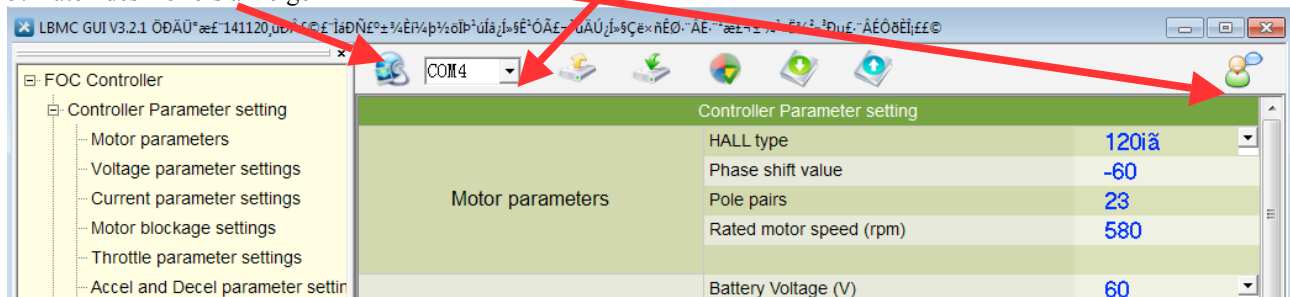 LBMC GUI V3.2.1
COM4
FOC Controller
Controller Parameter setting
Motor parameters
Voltage parameter settings
Current parameter settings
Motor blockage settings
Throttle parameter settings
Accel and Decel parameter settin
Controller Parameter setting
Motor parameters
HALL type 120iã
Phase shift value -60
Pole pairs 23
Rated motor speed (rpm) 580
Battery Voltage (V) 60